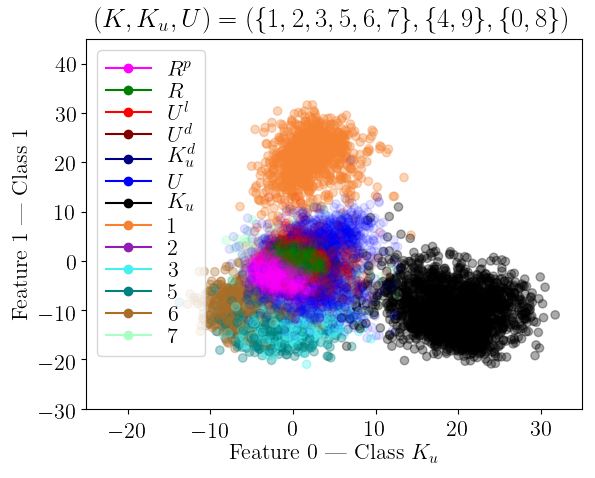 (K, K_u, U) = ({1, 2, 3, 5, 6, 7}, {4, 9}, {0, 8})
Feature 1 — Class 1
40
30
20
10
0
−10
−20
−30
R^p
R
U^l
U^d
K_u^d
U
K_u
1
2
3
5
6
7
−20 −10 0 10 20 30
Feature 0 — Class K_u